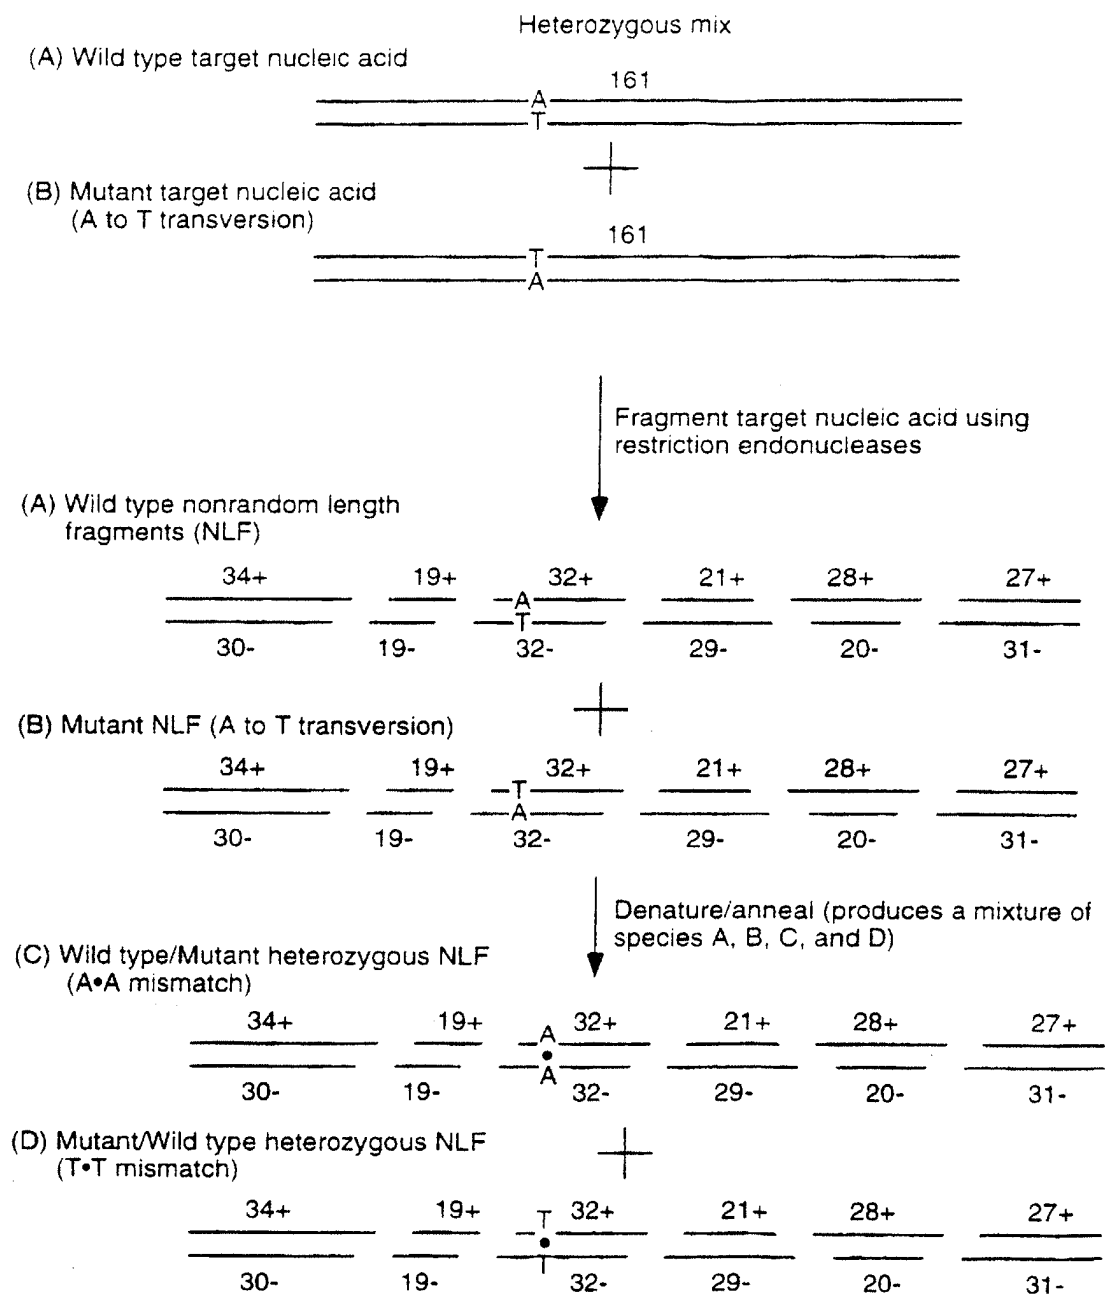 Heterozygous mix
(A) Wild type target nucleic acid
161
A
T
(B) Mutant target nucleic acid
(A to T transversion)
161
T
A
Fragment target nucleic acid using
restriction endonucleases
(A) Wild type nonrandom length
fragments (NLF)
34+ 19+ 32+ 21+ 28+ 27+
A
T
30- 19- 32- 29- 20- 31-
(B) Mutant NLF (A to T transversion)
34+ 19+ 32+ 21+ 28+ 27+
T
A
30- 19- 32- 29- 20- 31-
Denature/anneal (produces a mixture of
species A, B, C, and D)
(C) Wild type/Mutant heterozygous NLF
(A•A mismatch)
34+ 19+ 32+ 21+ 28+ 27+
A
•
A
30- 19- 32- 29- 20- 31-
(D) Mutant/Wild type heterozygous NLF
(T•T mismatch)
34+ 19+ 32+ 21+ 28+ 27+
T
•
T
30- 19- 32- 29- 20- 31-